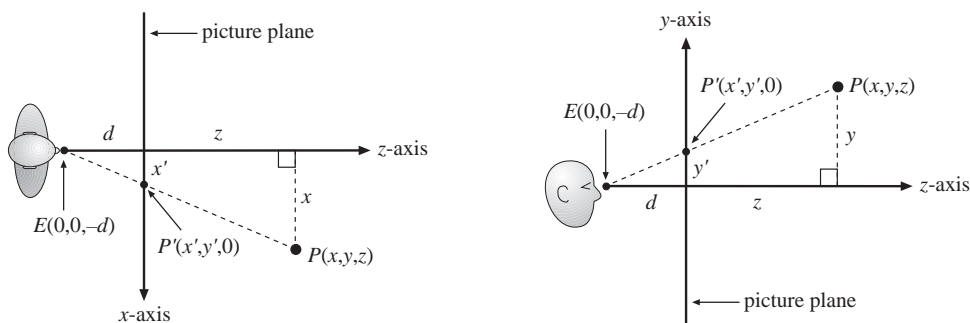 picture plane
d
z
z-axis
x'
x
E(0,0,–d)
P'(x',y',0)
P(x,y,z)
x-axis
y-axis
P'(x',y',0)
P(x,y,z)
E(0,0,–d)
y
y'
z-axis
d
z
picture plane